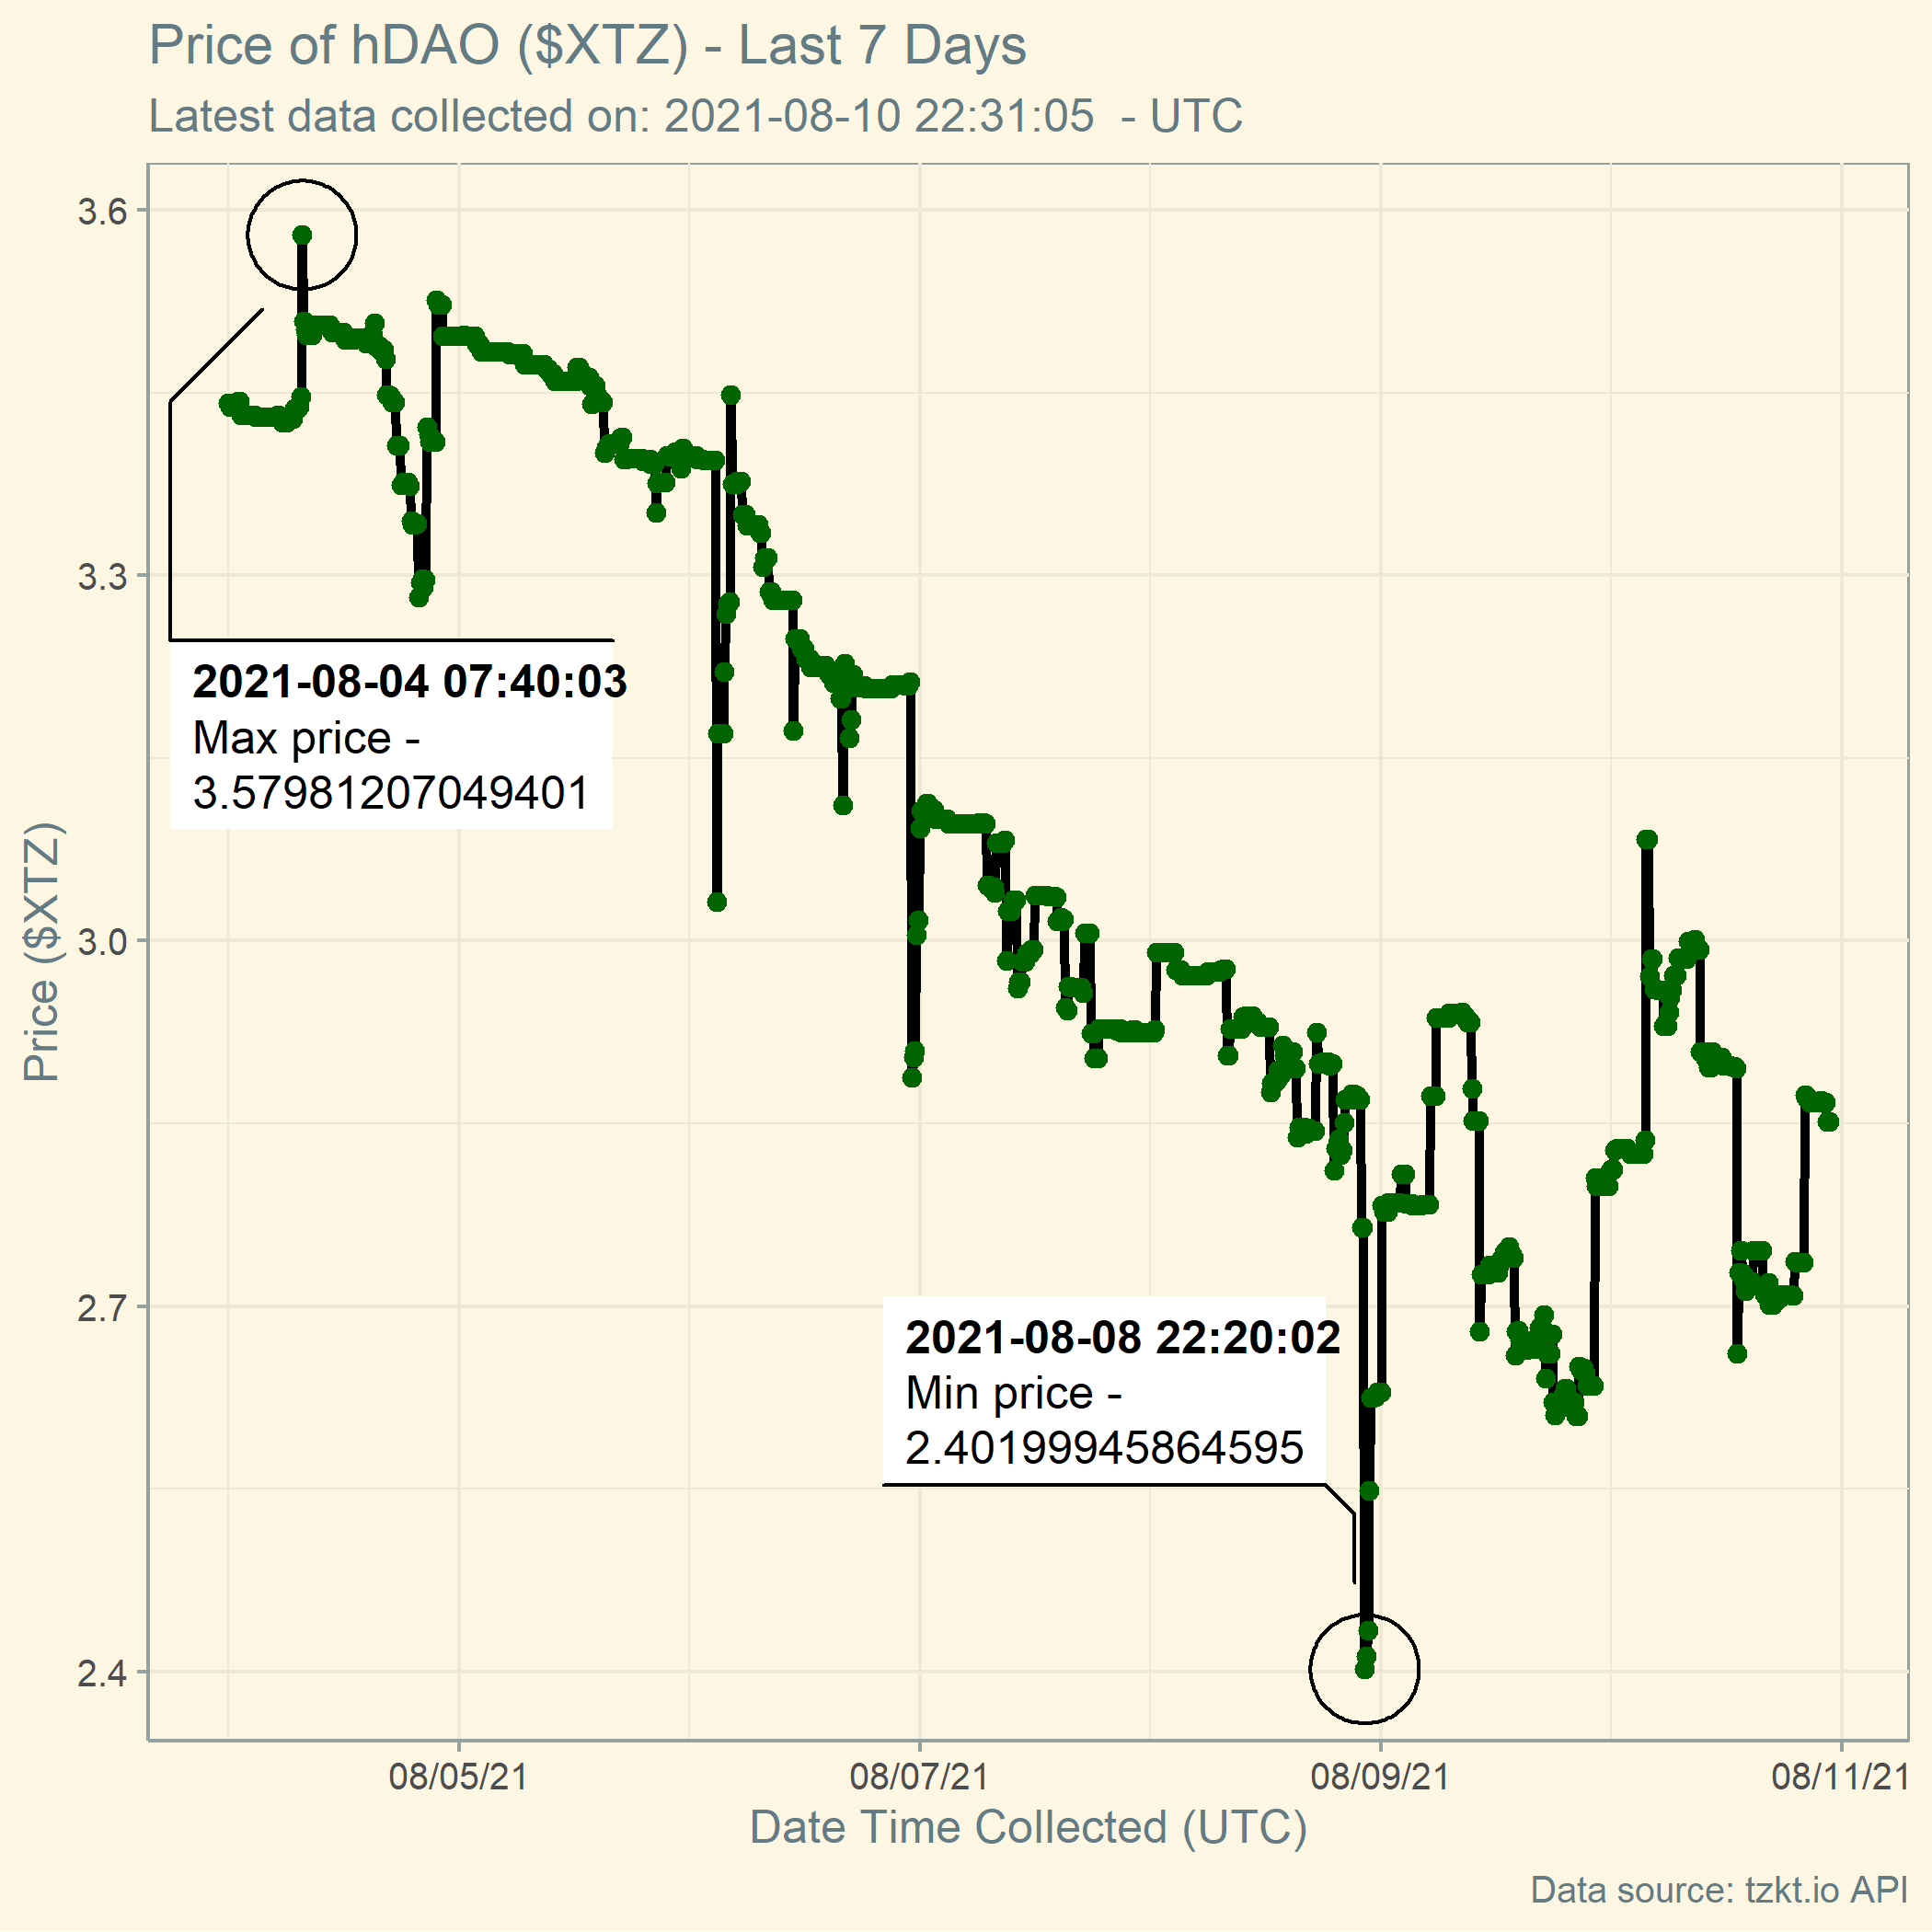 Price of hDAO ($XTZ) - Last 7 Days
Latest data collected on: 2021-08-10 22:31:05  - UTC
3.6
3.3
3.0
2.7
2.4
Price ($XTZ)
2021-08-04 07:40:03
Max price -
3.57981207049401
2021-08-08 22:20:02
Min price -
2.40199945864595
08/05/21
08/07/21
08/09/21
08/11/21
Date Time Collected (UTC)
Data source: tzkt.io API